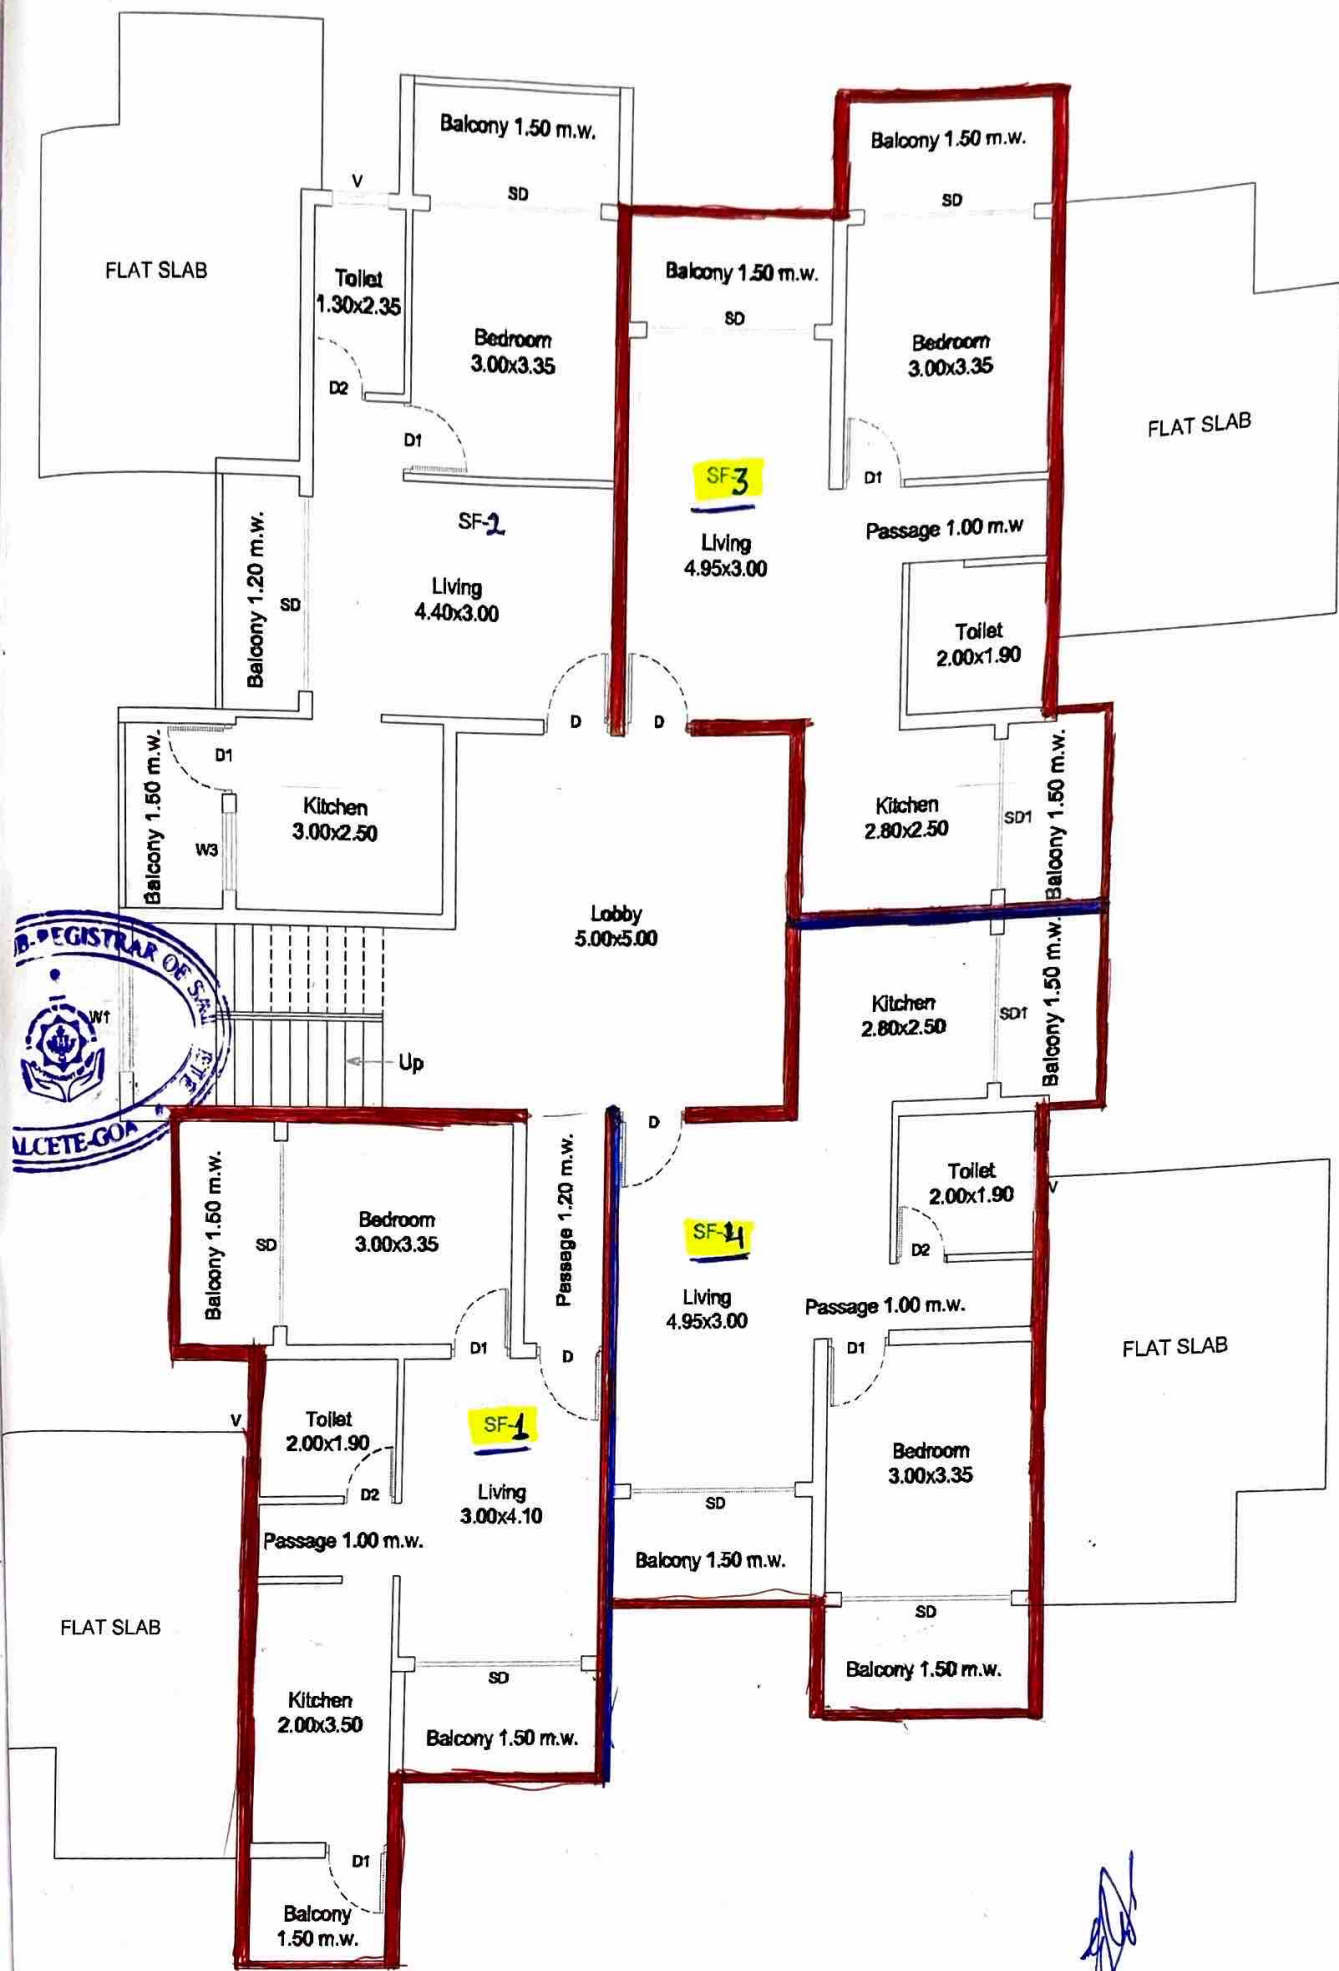 Balcony 1.50 m.w.
SD
V
FLAT SLAB
Toilet
1.30x2.35
Bedroom
3.00x3.35
D2
D1
SF-2
Living
4.40x3.00
Balcony 1.20 m.w.
SD
D
D1
Balcony 1.50 m.w.
W3
Kitchen
3.00x2.50
Balcony 1.50 m.w.
SD
Balcony 1.50 m.w.
SD
Bedroom
3.00x3.35
FLAT SLAB
SF-3
D1
Living
4.95x3.00
Passage 1.00 m.w
Toilet
2.00x1.90
D
Kitchen
2.80x2.50
SD1
Balcony 1.50 m.w.
Lobby
5.00x5.00
W1
Up
B-REGISTRAR OF SAL
ALCETE-GOA
Kitchen
2.80x2.50
SD1
Balcony 1.50 m.w.
D
Toilet
2.00x1.90
V
D2
SF-4
Living
4.95x3.00
Passage 1.00 m.w.
D1
FLAT SLAB
Bedroom
3.00x3.35
SD
Balcony 1.50 m.w.
SD
Balcony 1.50 m.w.
Balcony 1.50 m.w.
SD
Bedroom
3.00x3.35
Passage 1.20 m.w.
D1
D
V
Toilet
2.00x1.90
SF-1
D2
Living
3.00x4.10
Passage 1.00 m.w.
FLAT SLAB
SD
Kitchen
2.00x3.50
Balcony 1.50 m.w.
D1
Balcony
1.50 m.w.